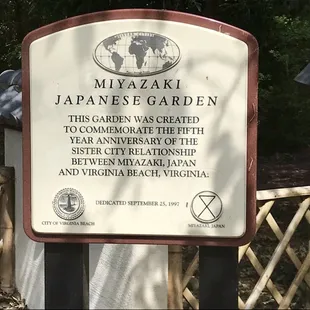 MIYAZAKI
JAPANESE GARDEN
THIS GARDEN WAS CREATED
TO COMMEMORATE THE FIFTH
YEAR ANNIVERSARY OF THE
SISTER CITY RELATIONSHIP
BETWEEN MIYAZAKI, JAPAN
AND VIRGINIA BEACH, VIRGINIA.
DEDICATED SEPTEMBER 23, 1997
CITY OF VIRGINIA BEACH
MIYAZAKI, JAPAN